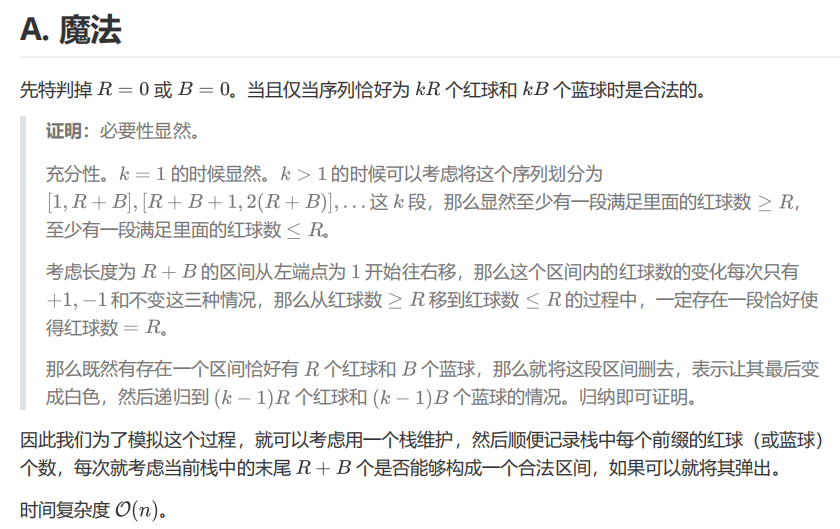 A. 魔法
先特判掉 R = 0 或 B = 0。当且仅当序列恰好为 kR 个红球和 kB 个蓝球时是合法的。
证明：必要性显然。
充分性。k = 1 的时候显然。k > 1 的时候可以考虑将这个序列划分为
[1, R + B], [R + B + 1, 2(R + B)], … 这 k 段，那么显然至少有一段满足里面的红球数 ≥ R，
至少有一段满足里面的红球数 ≤ R。
考虑长度为 R + B 的区间从左端点为 1 开始往右移，那么这个区间内的红球数的变化每次只有
+1, −1 和不变这三种情况，那么从红球数 ≥ R 移到红球数 ≤ R 的过程中，一定存在一段恰好使
得红球数 = R。
那么既然有存在一个区间恰好有 R 个红球和 B 个蓝球，那么就将这段区间删去，表示让其最后变
成白色，然后递归到 (k − 1)R 个红球和 (k − 1)B 个蓝球的情况。归纳即可证明。
因此我们为了模拟这个过程，就可以考虑用一个栈维护，然后顺便记录栈中每个前缀的红球（或蓝球）
个数，每次就考虑当前栈中的末尾 R + B 个是否能够构成一个合法区间，如果可以就将其弹出。
时间复杂度 O(n)。